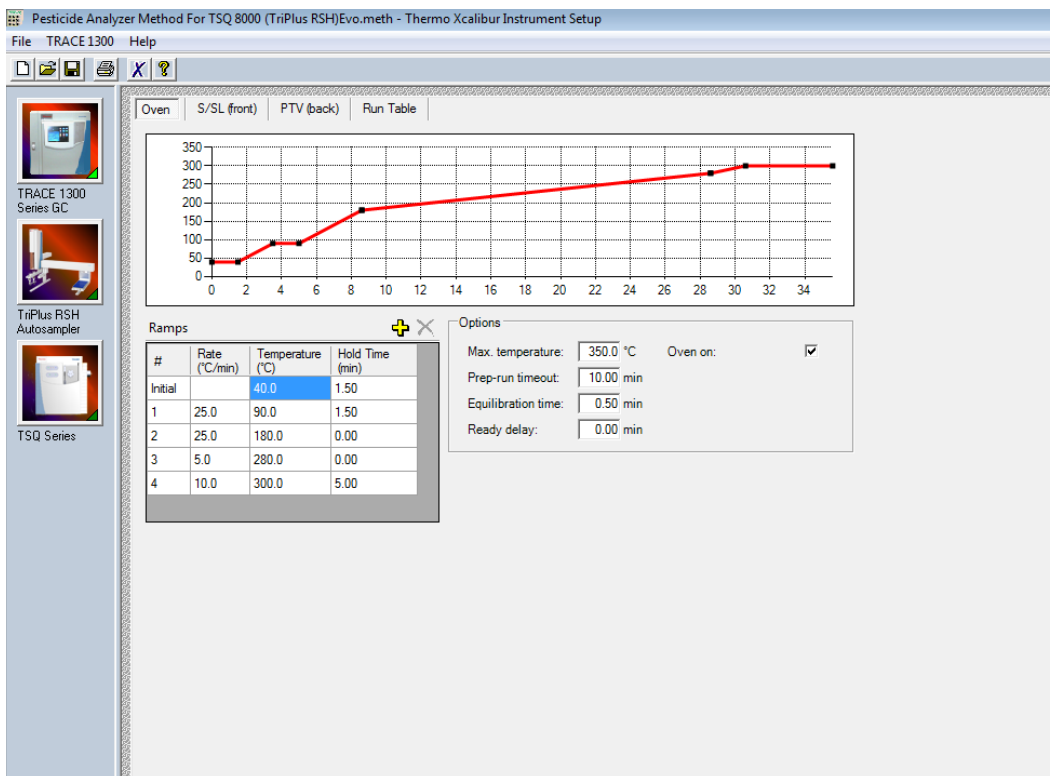 Pesticide Analyzer Method For TSQ 8000 (TriPlus RSH)Evo.meth - Thermo Xcalibur Instrument Setup
File TRACE 1300 Help
X ?
Oven S/SL (front) PTV (back) Run Table
TRACE 1300
Series GC
TriPlus RSH
Autosampler
TSQ Series
350
300
250
200
150
100
50
0
0 2 4 6 8 10 12 14 16 18 20 22 24 26 28 30 32 34
Ramps
# Rate (°C/min) Temperature (°C) Hold Time (min)
Initial 40.0 1.50
1 25.0 90.0 1.50
2 25.0 180.0 0.00
3 5.0 280.0 0.00
4 10.0 300.0 5.00
Options
Max. temperature: 350.0 °C Oven on:
Prep-run timeout: 10.00 min
Equilibration time: 0.50 min
Ready delay: 0.00 min